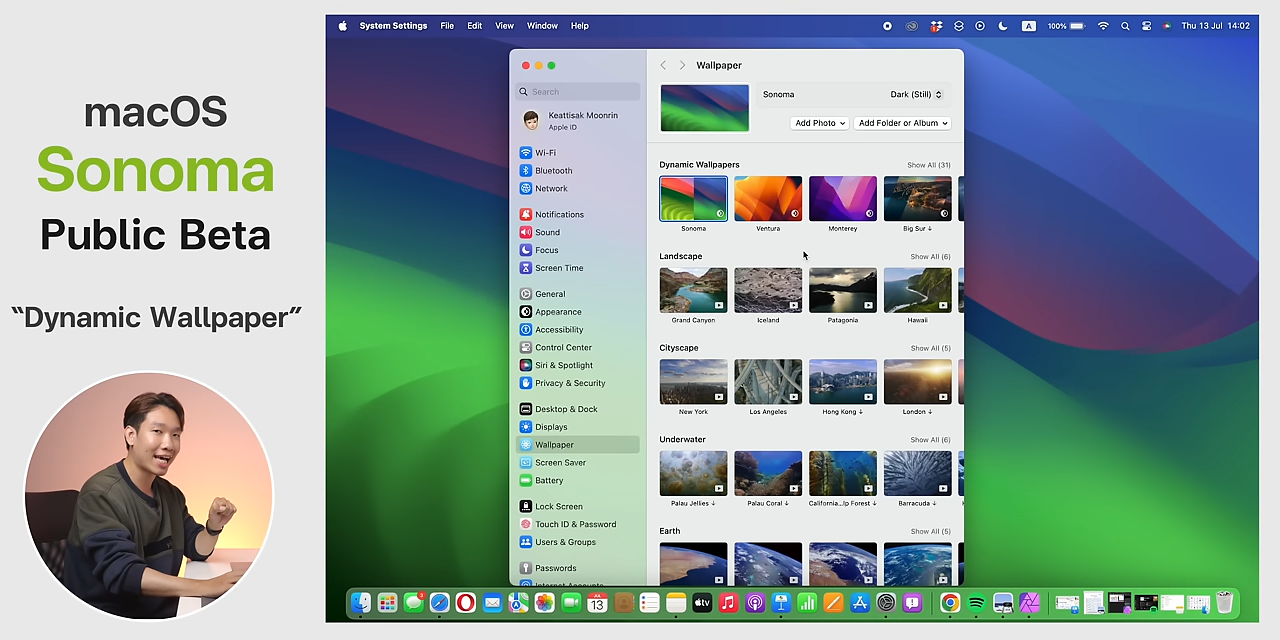 macOS
Sonoma
Public Beta
“Dynamic Wallpaper”
System Settings File Edit View Window Help
A 100% Thu 13 Jul 14:02
Search
Keattisak Moonrin
Apple ID
Wi-Fi
Bluetooth
Network
Notifications
Sound
Focus
Screen Time
General
Appearance
Accessibility
Control Center
Siri & Spotlight
Privacy & Security
Desktop & Dock
Displays
Wallpaper
Screen Saver
Battery
Lock Screen
Touch ID & Password
Users & Groups
Passwords
Internet Accounts
Wallpaper
Sonoma Dark (Still)
Add Photo Add Folder or Album
Dynamic Wallpapers Show All (31)
Sonoma Ventura Monterey Big Sur ↓
Landscape Show All (6)
Grand Canyon Iceland Patagonia Hawaii
Cityscape Show All (5)
New York Los Angeles Hong Kong ↓ London ↓
Underwater Show All (6)
Palau Jellies ↓ Palau Coral ↓ California...lp Forest ↓ Barracuda ↓
Earth Show All (5)
3
JUL
13
tv